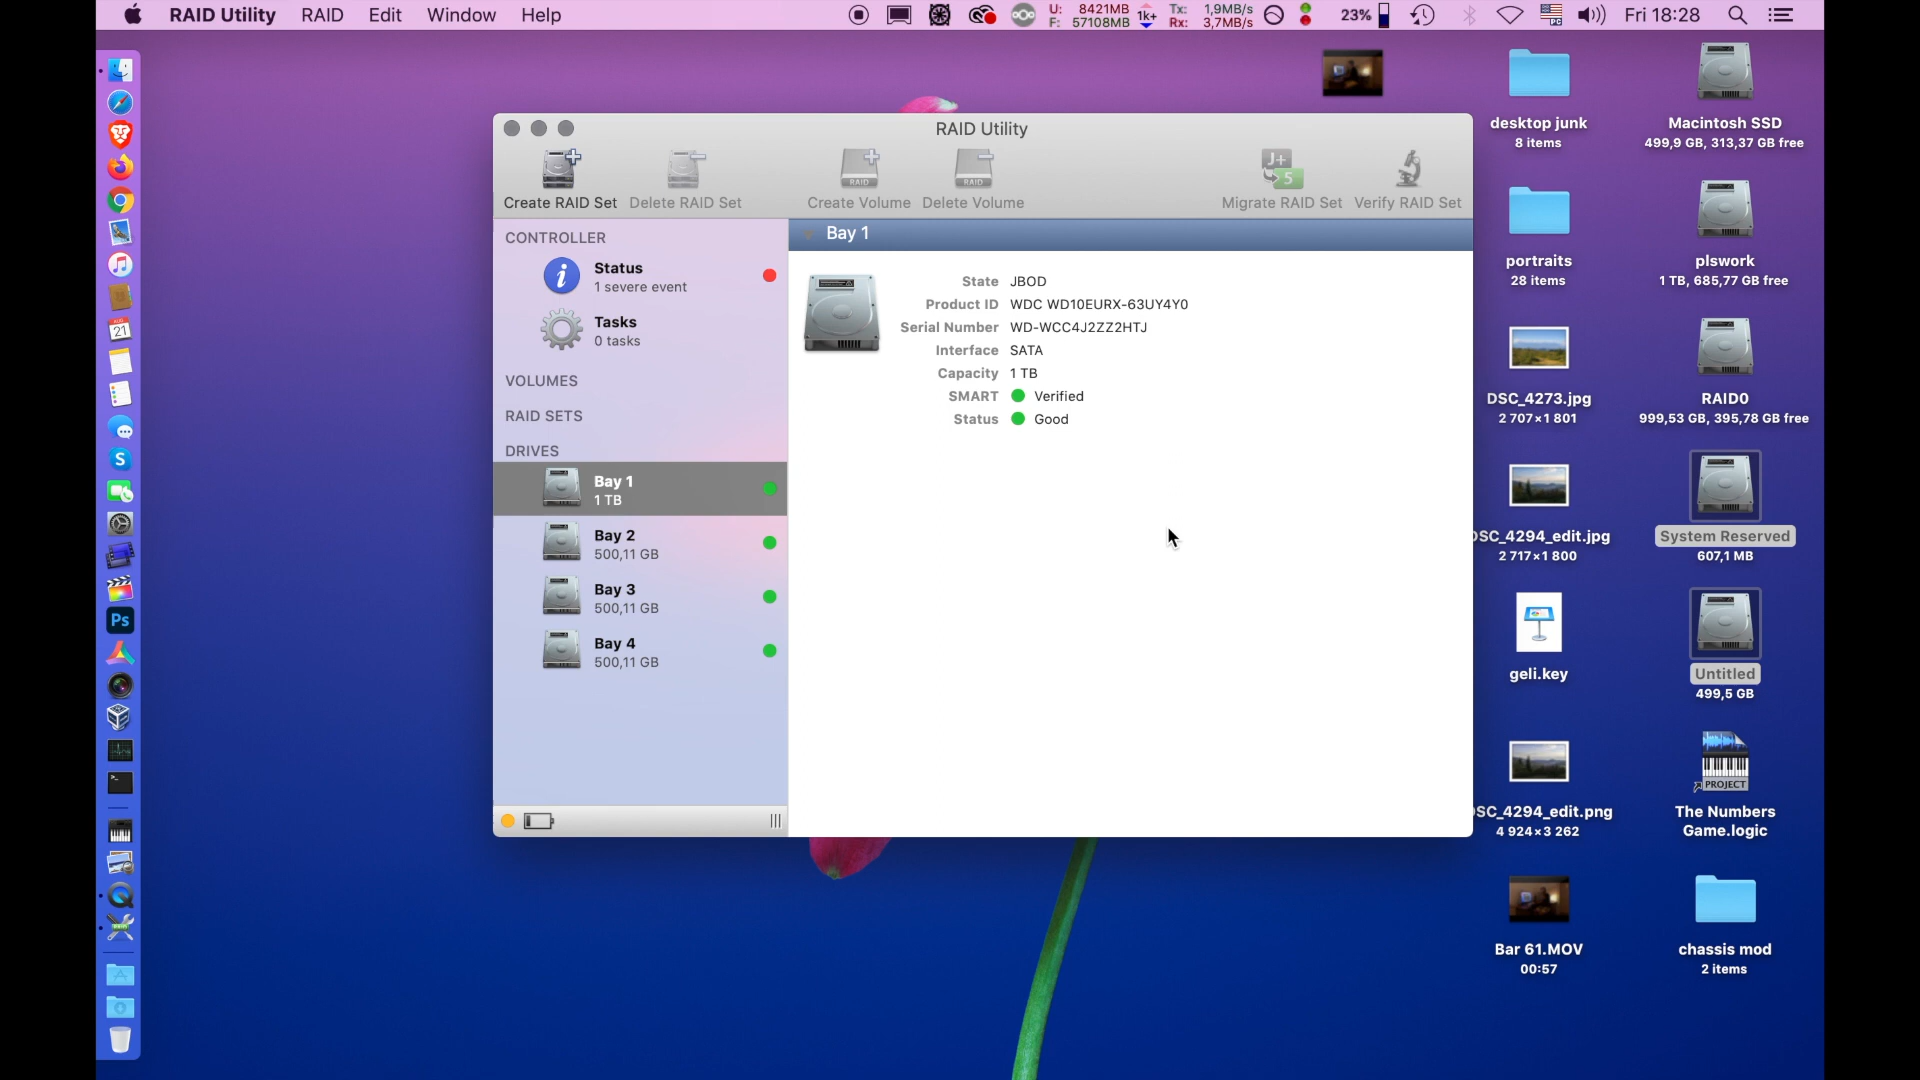 RAID Utility RAID Edit Window Help
U: 8421MB
F: 57108MB
1k+
Tx: 1,9MB/s
Rx: 3,7MB/s
23%
PC
Fri 18:28
RAID Utility
RAID
RAID
J+
5
Create RAID Set Delete RAID Set Create Volume Delete Volume Migrate RAID Set Verify RAID Set
CONTROLLER
Status
1 severe event
Tasks
0 tasks
VOLUMES
RAID SETS
DRIVES
Bay 1
1 TB
Bay 2
500,11 GB
Bay 3
500,11 GB
Bay 4
500,11 GB
Bay 1
State JBOD
Product ID WDC WD10EURX-63UY4Y0
Serial Number WD-WCC4J2ZZ2HTJ
Interface SATA
Capacity 1 TB
SMART Verified
Status Good
desktop junk
8 items
portraits
28 items
DSC_4273.jpg
2 707×1 801
SC_4294_edit.jpg
2 717×1 800
geli.key
SC_4294_edit.png
4 924×3 262
Bar 61.MOV
00:57
Macintosh SSD
499,9 GB, 313,37 GB free
plswork
1 TB, 685,77 GB free
RAID0
999,53 GB, 395,78 GB free
System Reserved
607,1 MB
Untitled
499,5 GB
PROJECT
The Numbers
Game.logic
chassis mod
2 items
AUG
21
S
Ps